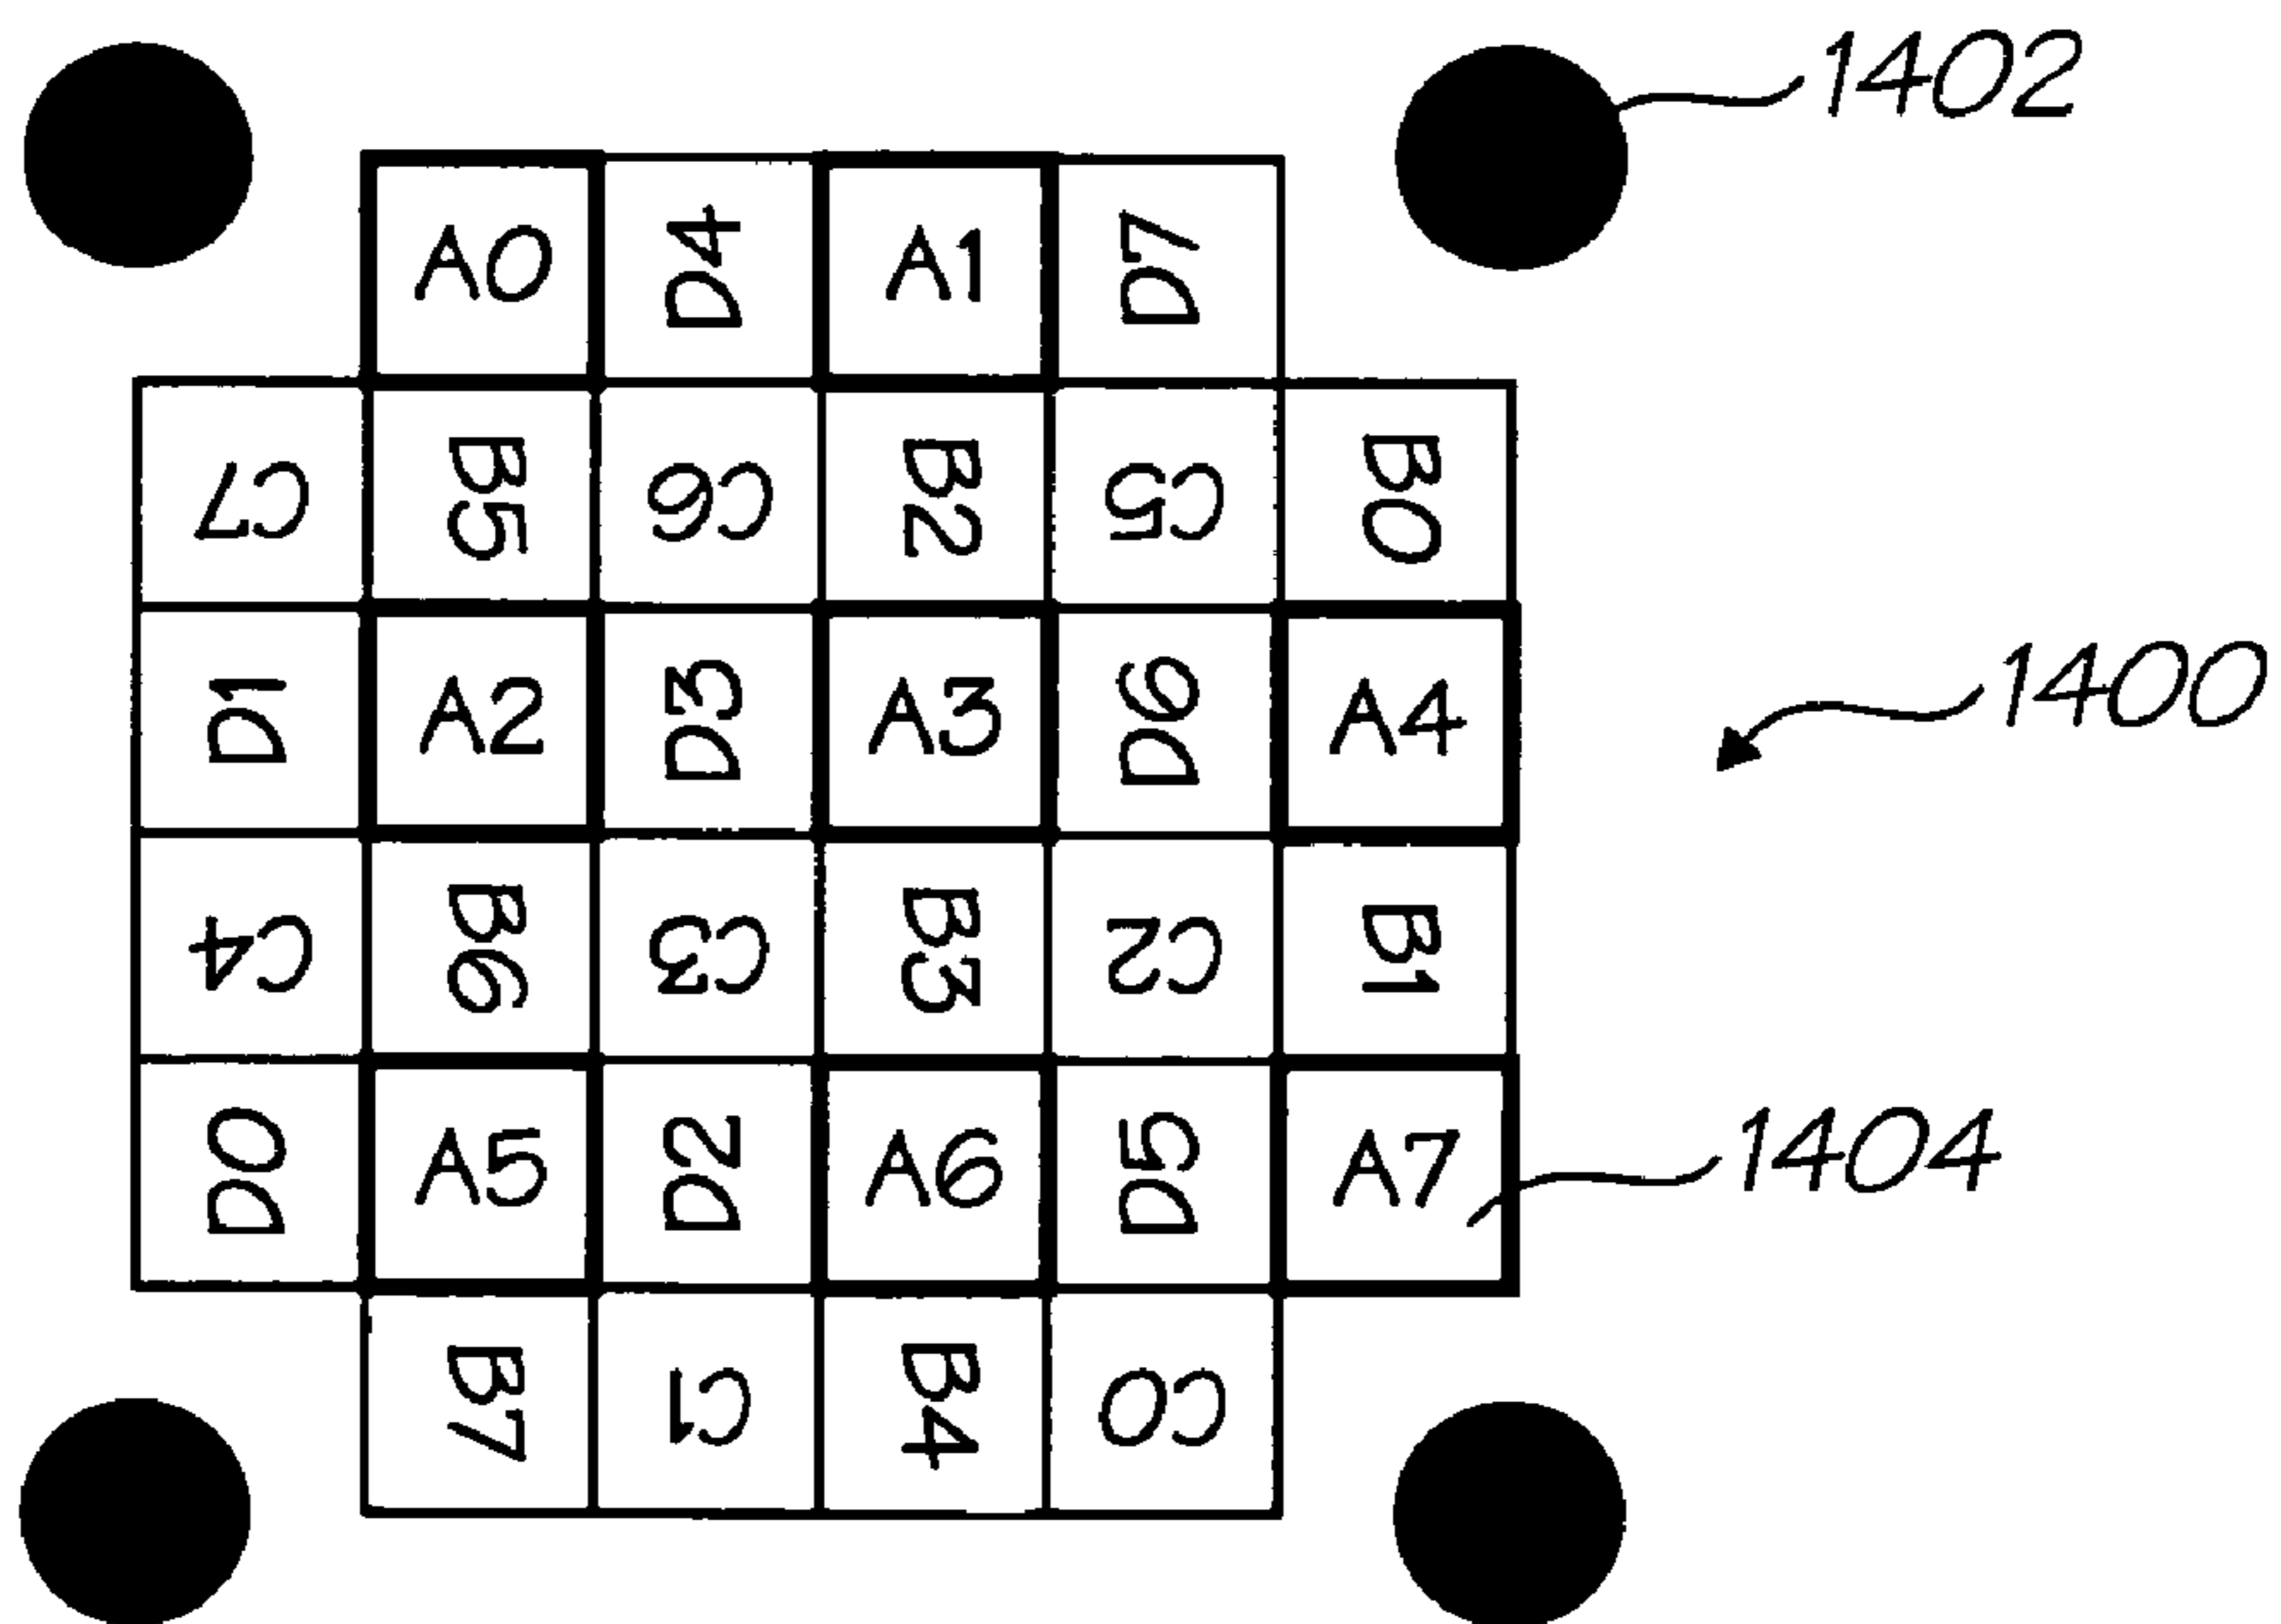 1402
A0 D4 A1 D7
C7 B5 C6 B2 C5 B0
1400
D1 A2 D3 A3 D6 A4
C4 B6 C3 B3 C2 B1
D0 A5 D2 A6 D5 A7
1404
B7 C1 B4 C0